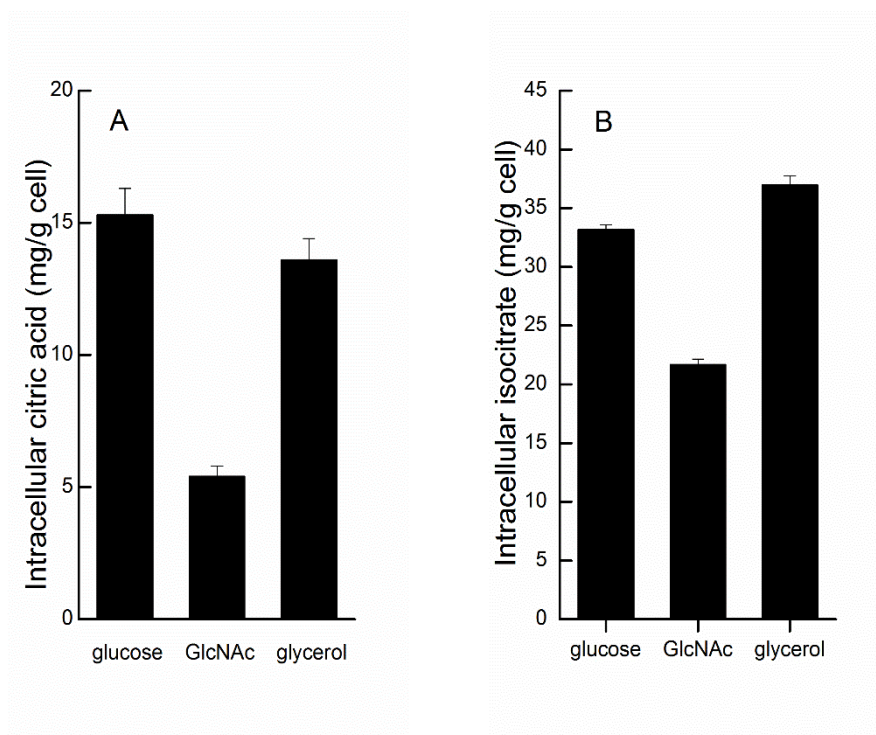 A
Intracellular citric acid (mg/g cell)
20
15
10
5
0
glucose GlcNAc glycerol
B
Intracellular isocitrate (mg/g cell)
45
40
35
30
25
20
15
10
5
0
glucose GlcNAc glycerol